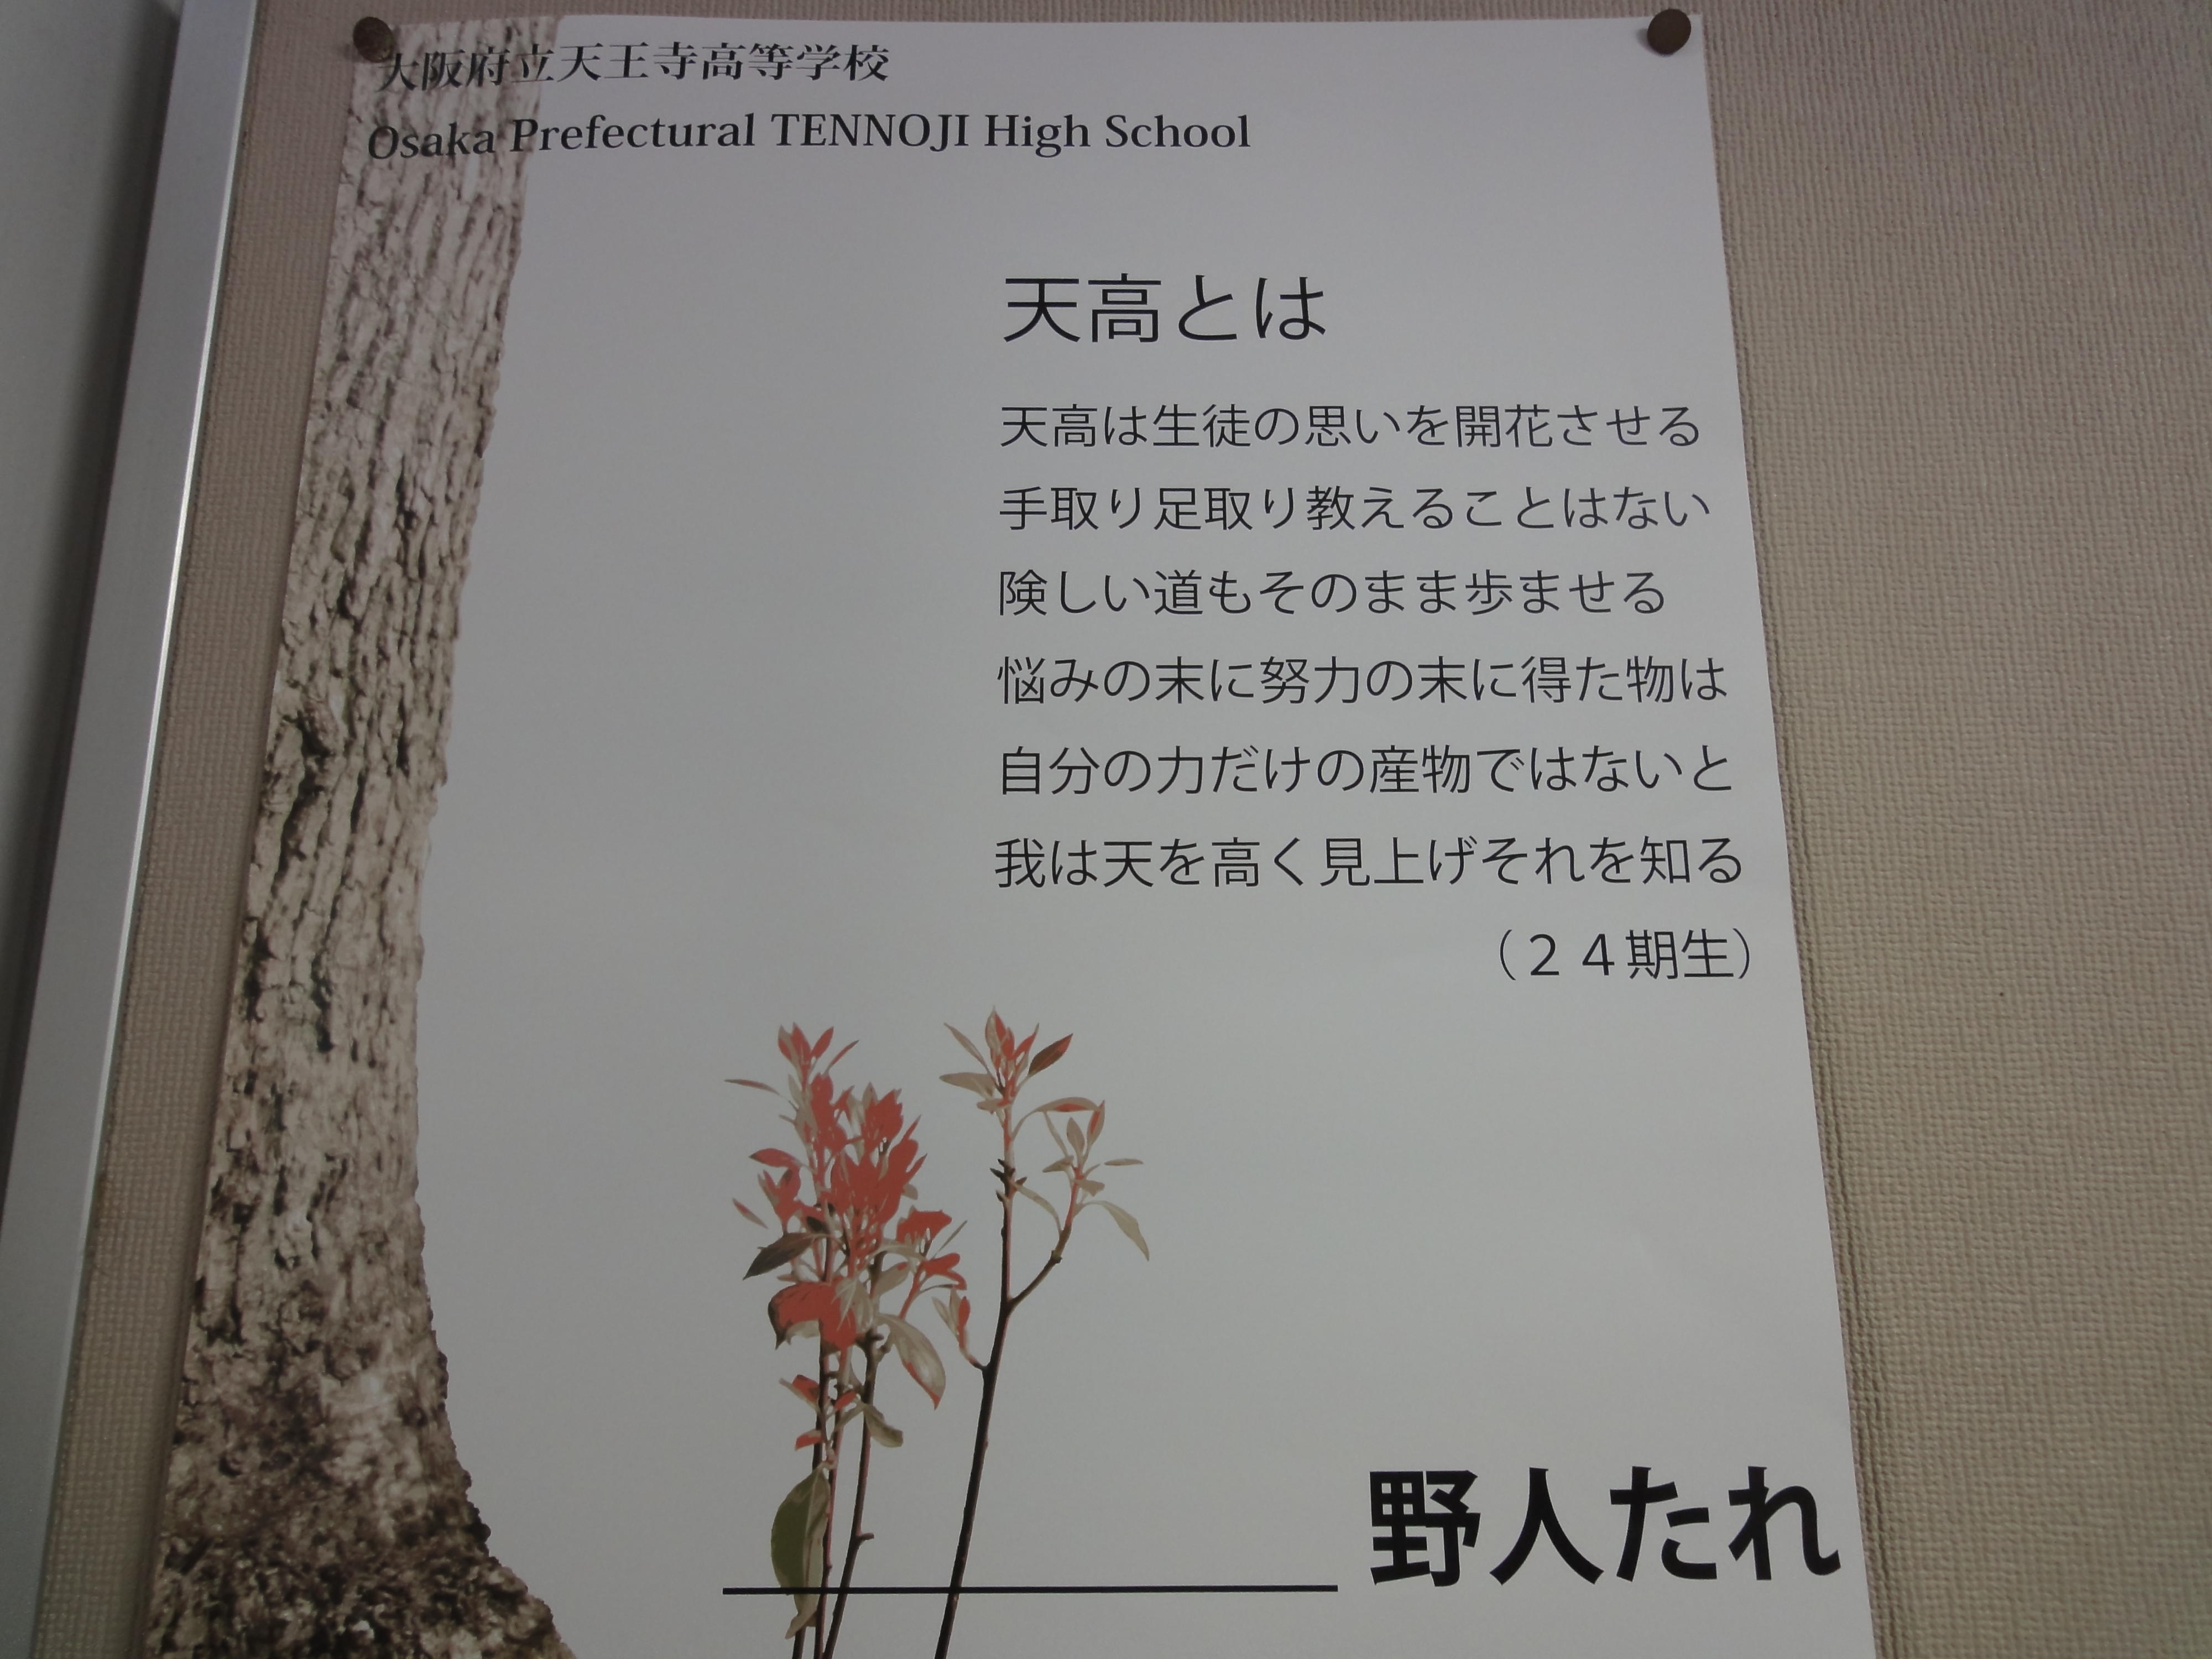 大阪府立天王寺高等学校
Osaka Prefectural TENNOJI High School
天高とは
天高は生徒の思いを開花させる
手取り足取り教えることはない
険しい道もそのまま歩ませる
悩みの末に努力の末に得た物は
自分の力だけの産物ではないと
我は天を高く見上げそれを知る
（２４期生）
野人たれ